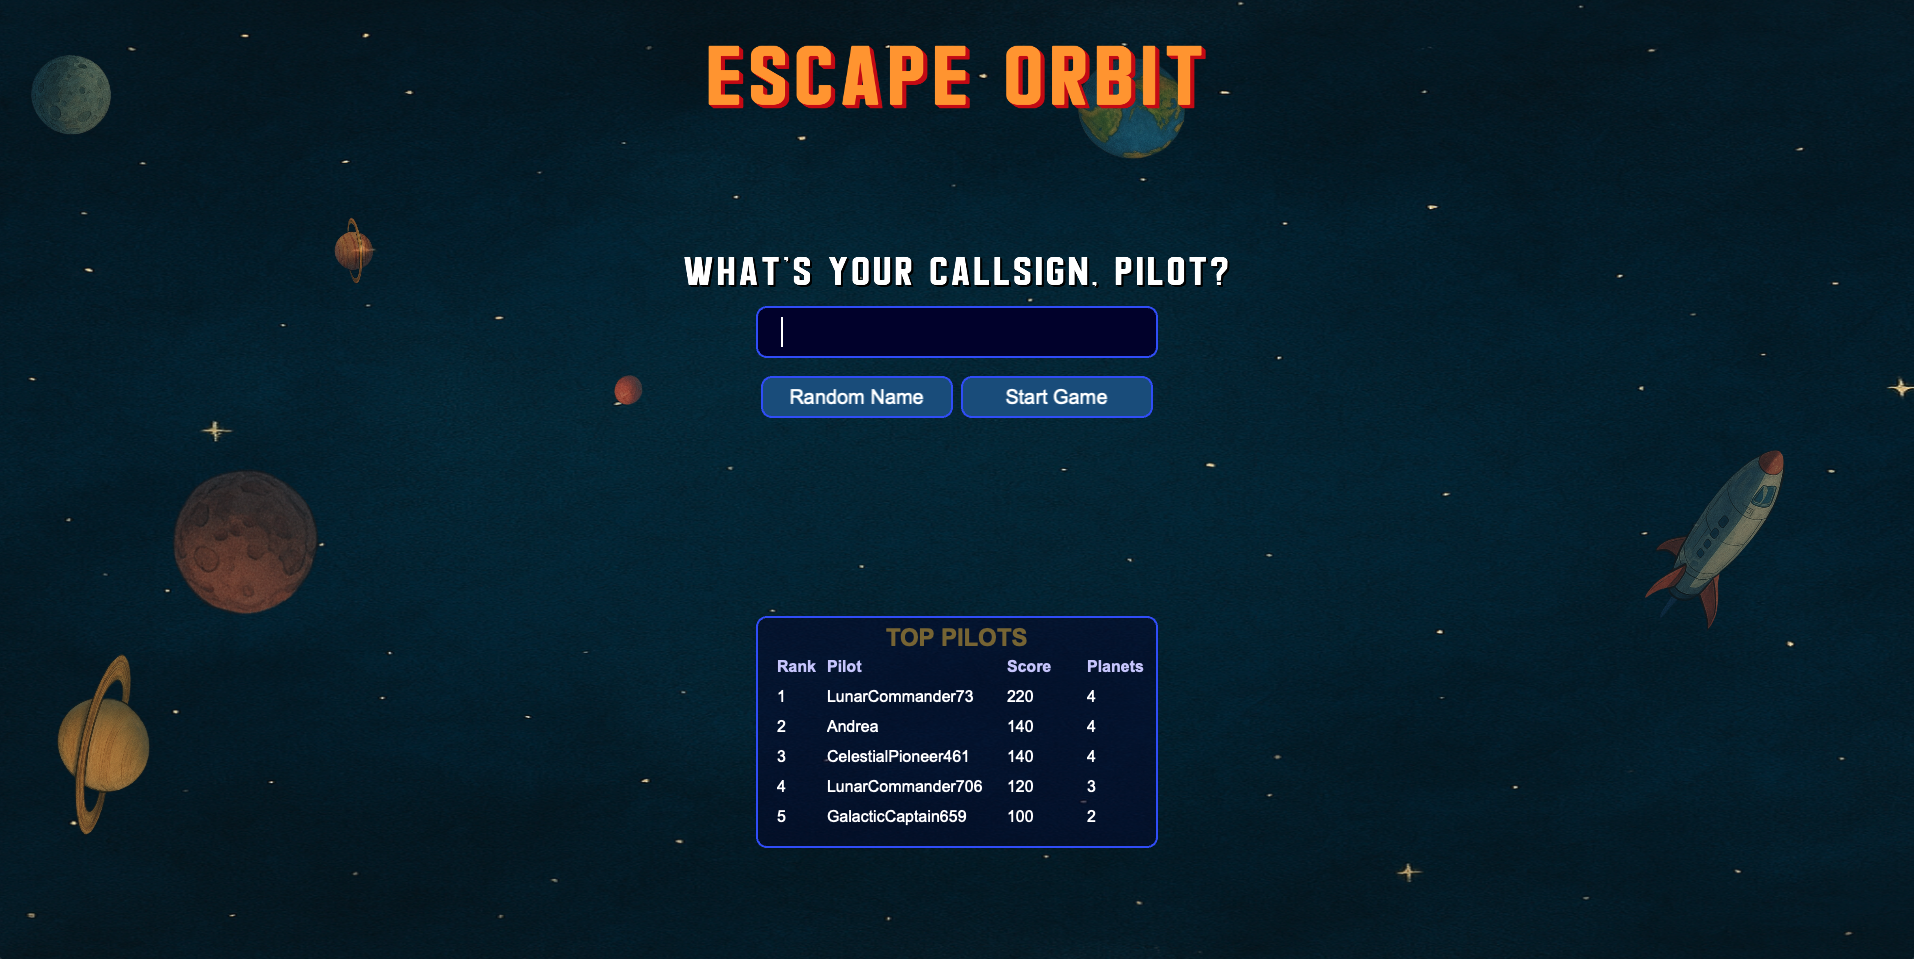 ESCAPE ORBIT
WHAT'S YOUR CALLSIGN, PILOT?
Random Name Start Game
TOP PILOTS
Rank Pilot Score Planets
1 LunarCommander73 220 4
2 Andrea 140 4
3 CelestialPioneer461 140 4
4 LunarCommander706 120 3
5 GalacticCaptain659 100 2